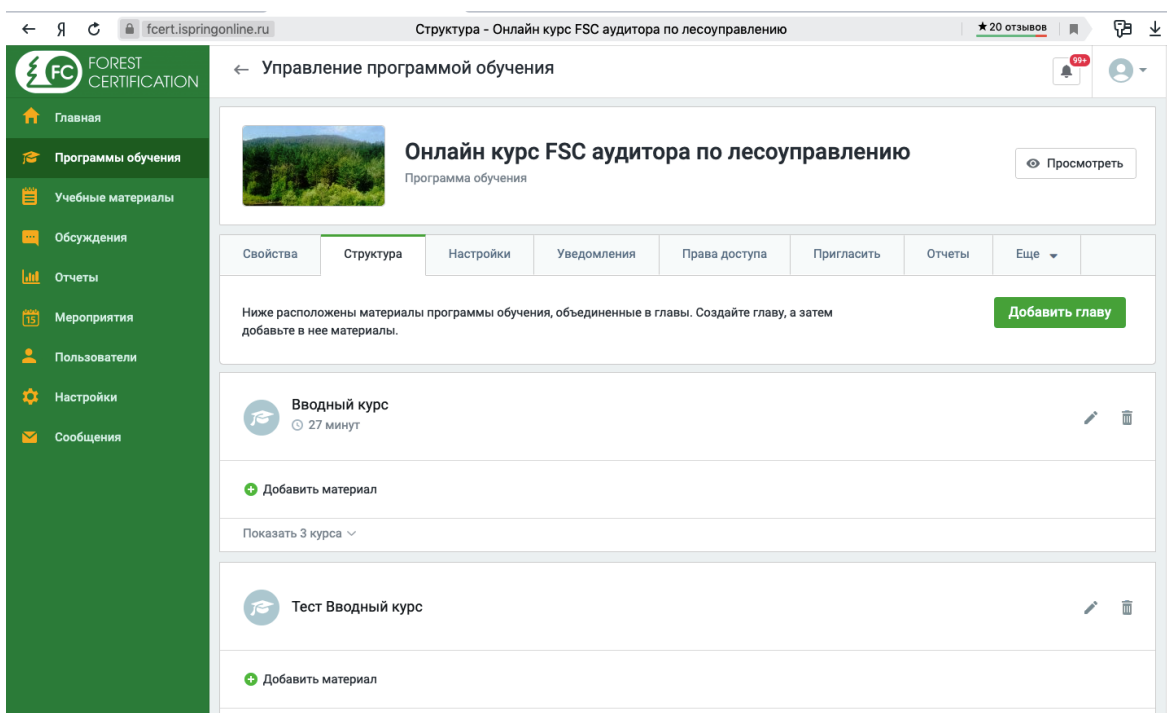 Я fcert.ispringonline.ru Структура - Онлайн курс FSC аудитора по лесоуправлению ★20 отзывов
FC FOREST
CERTIFICATION
← Управление программой обучения
99+
Главная
Программы обучения
Учебные материалы
Обсуждения
Отчеты
15 Мероприятия
Пользователи
Настройки
Сообщения
Онлайн курс FSC аудитора по лесоуправлению
Программа обучения
Просмотреть
Свойства Структура Настройки Уведомления Права доступа Пригласить Отчеты Еще
Ниже расположены материалы программы обучения, объединенные в главы. Создайте главу, а затем
добавьте в нее материалы.
Добавить главу
Вводный курс
27 минут
Добавить материал
Показать 3 курса
Тест Вводный курс
Добавить материал